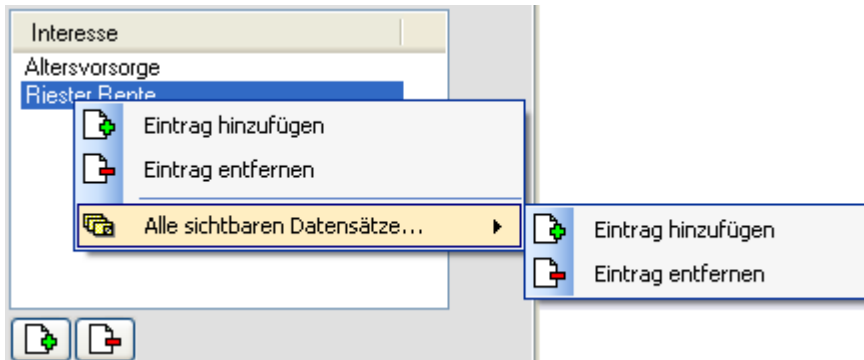 Interesse
Altersvorsorge
Riester Rente
Eintrag hinzufügen
Eintrag entfernen
Alle sichtbaren Datensätze...
Eintrag hinzufügen
Eintrag entfernen